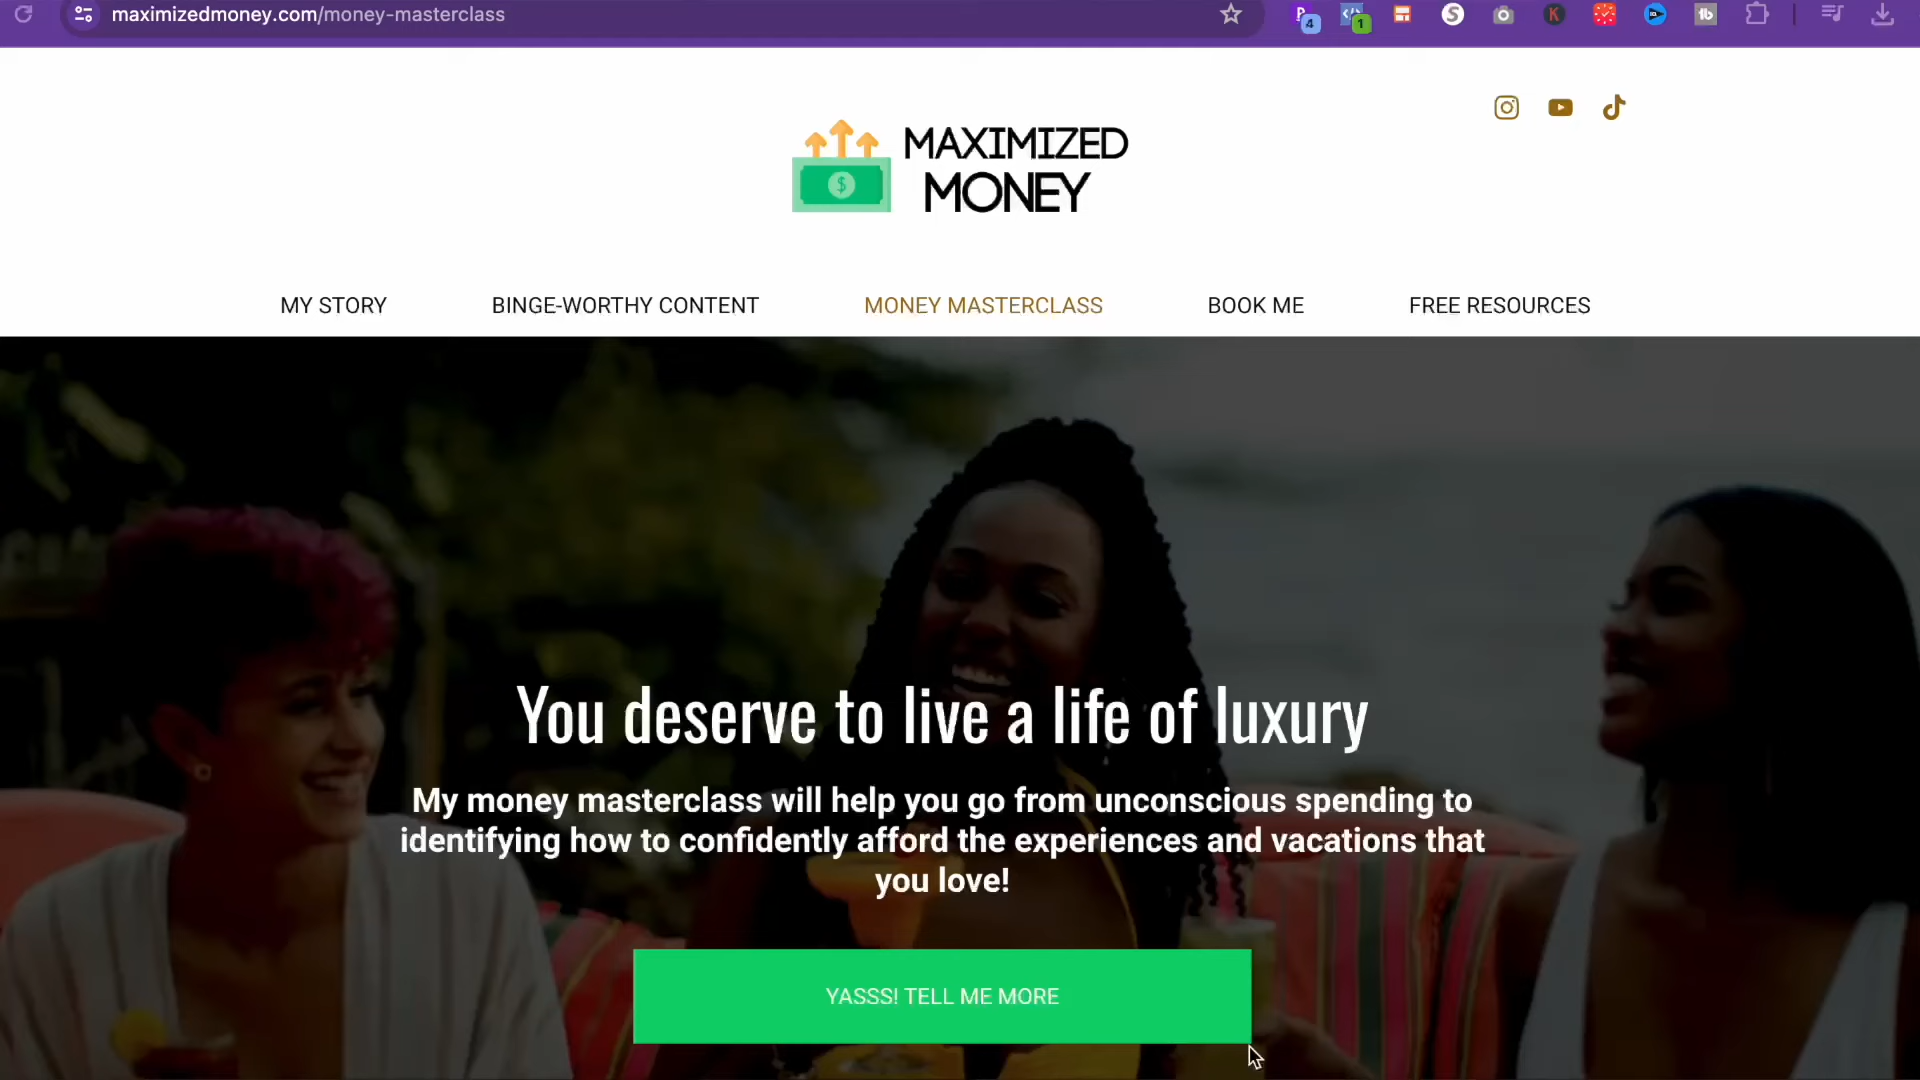 maximizedmoney.com/money-masterclass
4
1
MAXIMIZED
MONEY
$
MY STORY
BINGE-WORTHY CONTENT
MONEY MASTERCLASS
BOOK ME
FREE RESOURCES
You deserve to live a life of luxury
My money masterclass will help you go from unconscious spending to
identifying how to confidently afford the experiences and vacations that
you love!
YASSS! TELL ME MORE